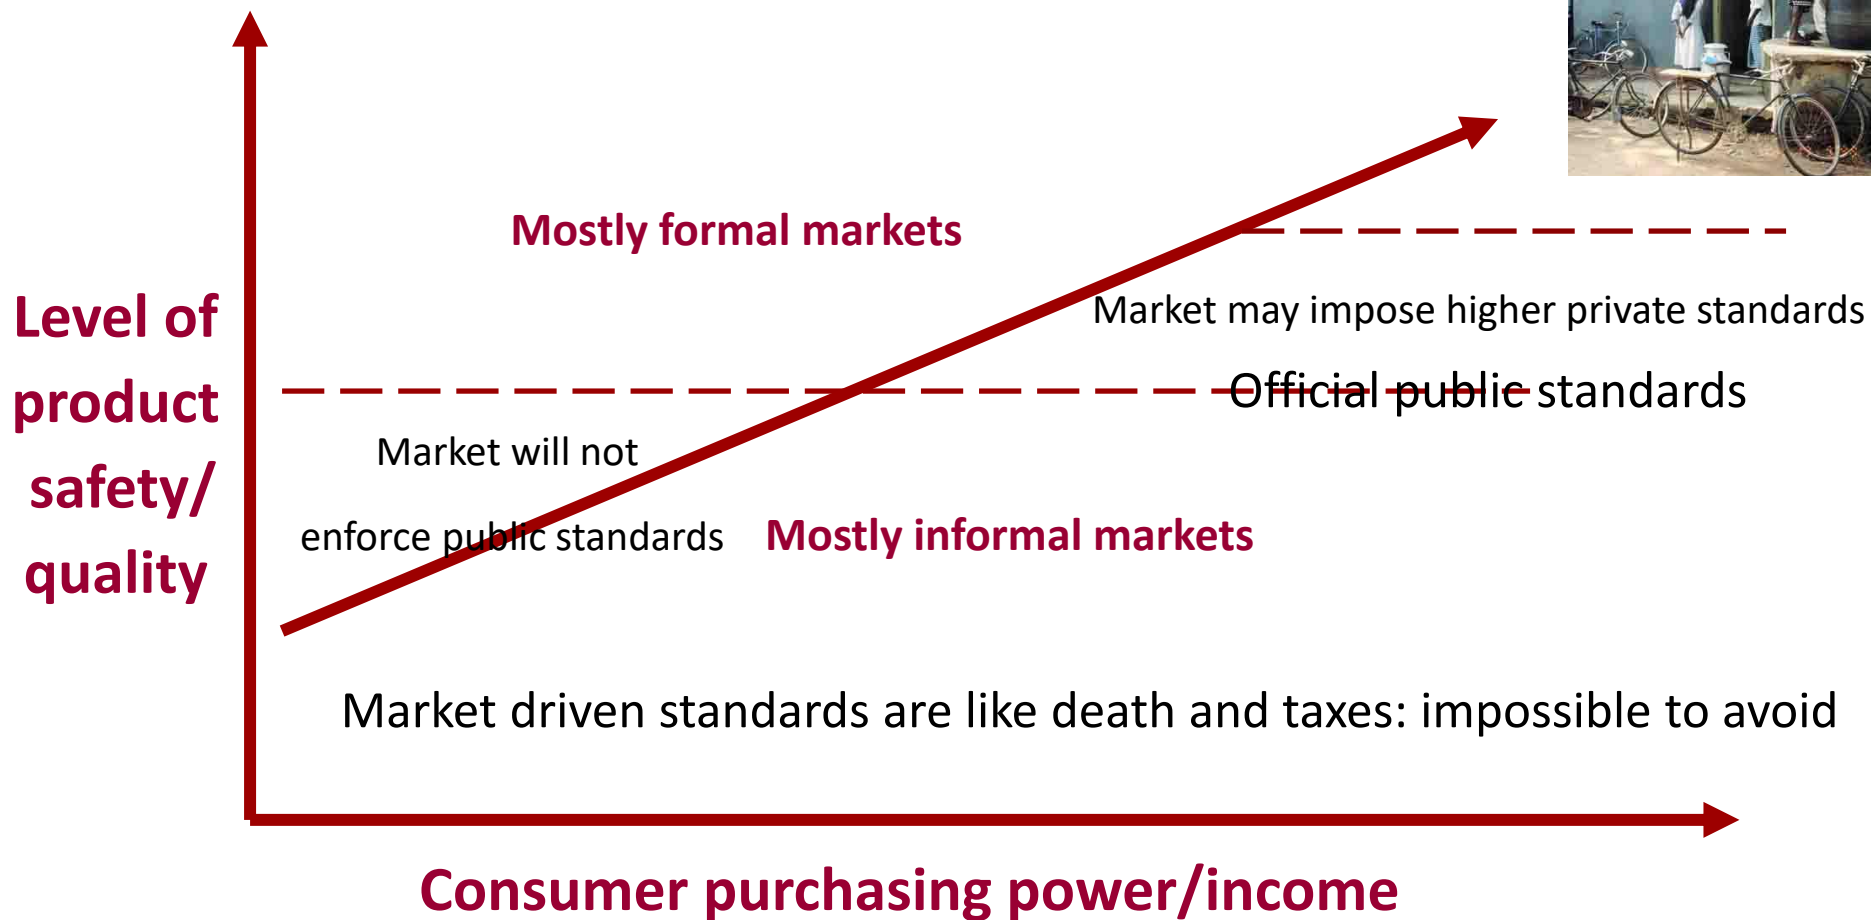 Mostly formal markets
Level of
product
safety/
quality
Market may impose higher private standards
Official public standards
Market will not
enforce public standards
Mostly informal markets
Market driven standards are like death and taxes: impossible to avoid
Consumer purchasing power/income